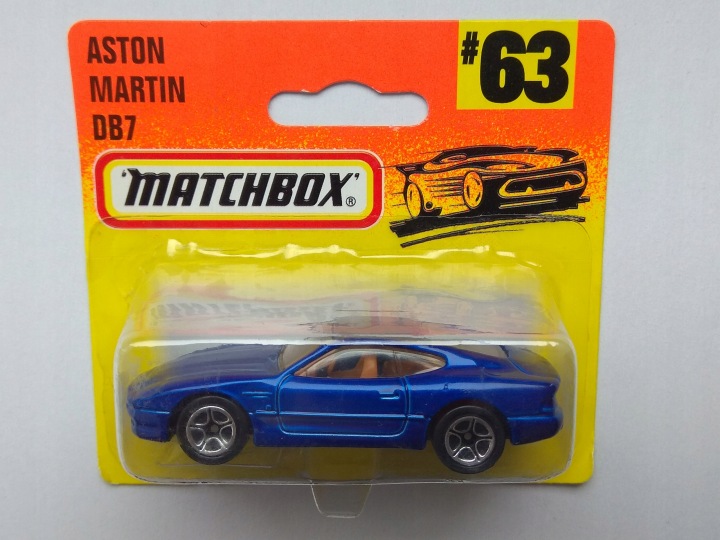 ASTON
MARTIN
DB7
#63
'MATCHBOX'®